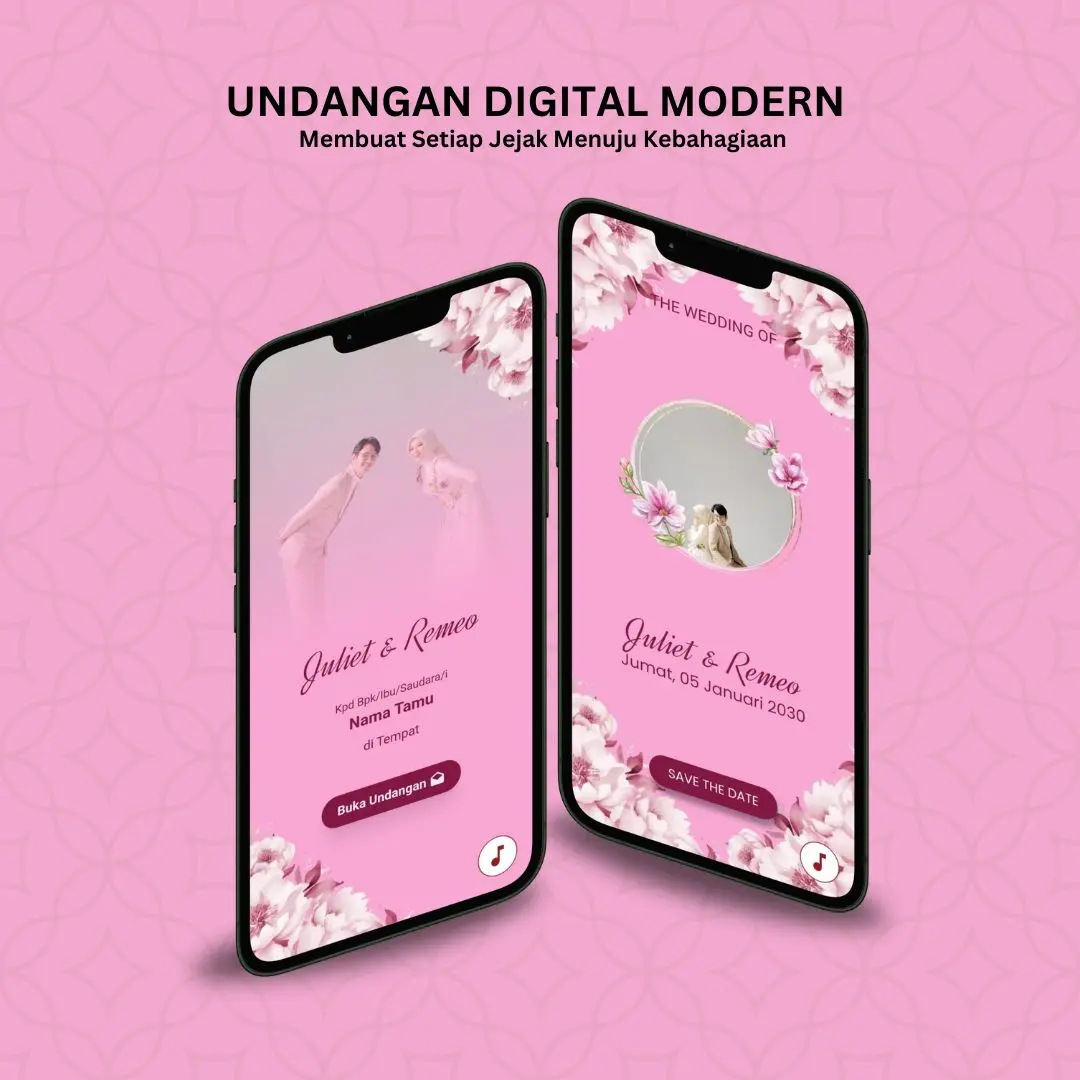 UNDANGAN DIGITAL MODERN
Membuat Setiap Jejak Menuju Kebahagiaan
Juliet & Remeo
Kpd Bpk/Ibu/Saudara/i
Nama Tamu
di Tempat
Buka Undangan
THE WEDDING OF
Juliet & Remeo
Jumat, 05 Januari 2030
SAVE THE DATE